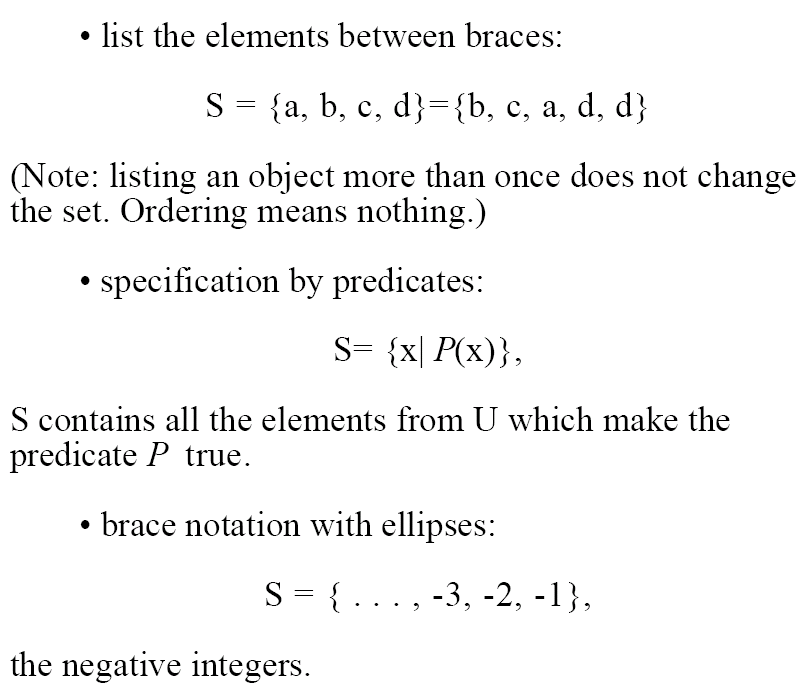 • list the elements between braces:
S = {a, b, c, d}={b, c, a, d, d}
(Note: listing an object more than once does not change
the set. Ordering means nothing.)
• specification by predicates:
S= {x| P(x)},
S contains all the elements from U which make the
predicate P true.
• brace notation with ellipses:
S = { . . . , -3, -2, -1},
the negative integers.